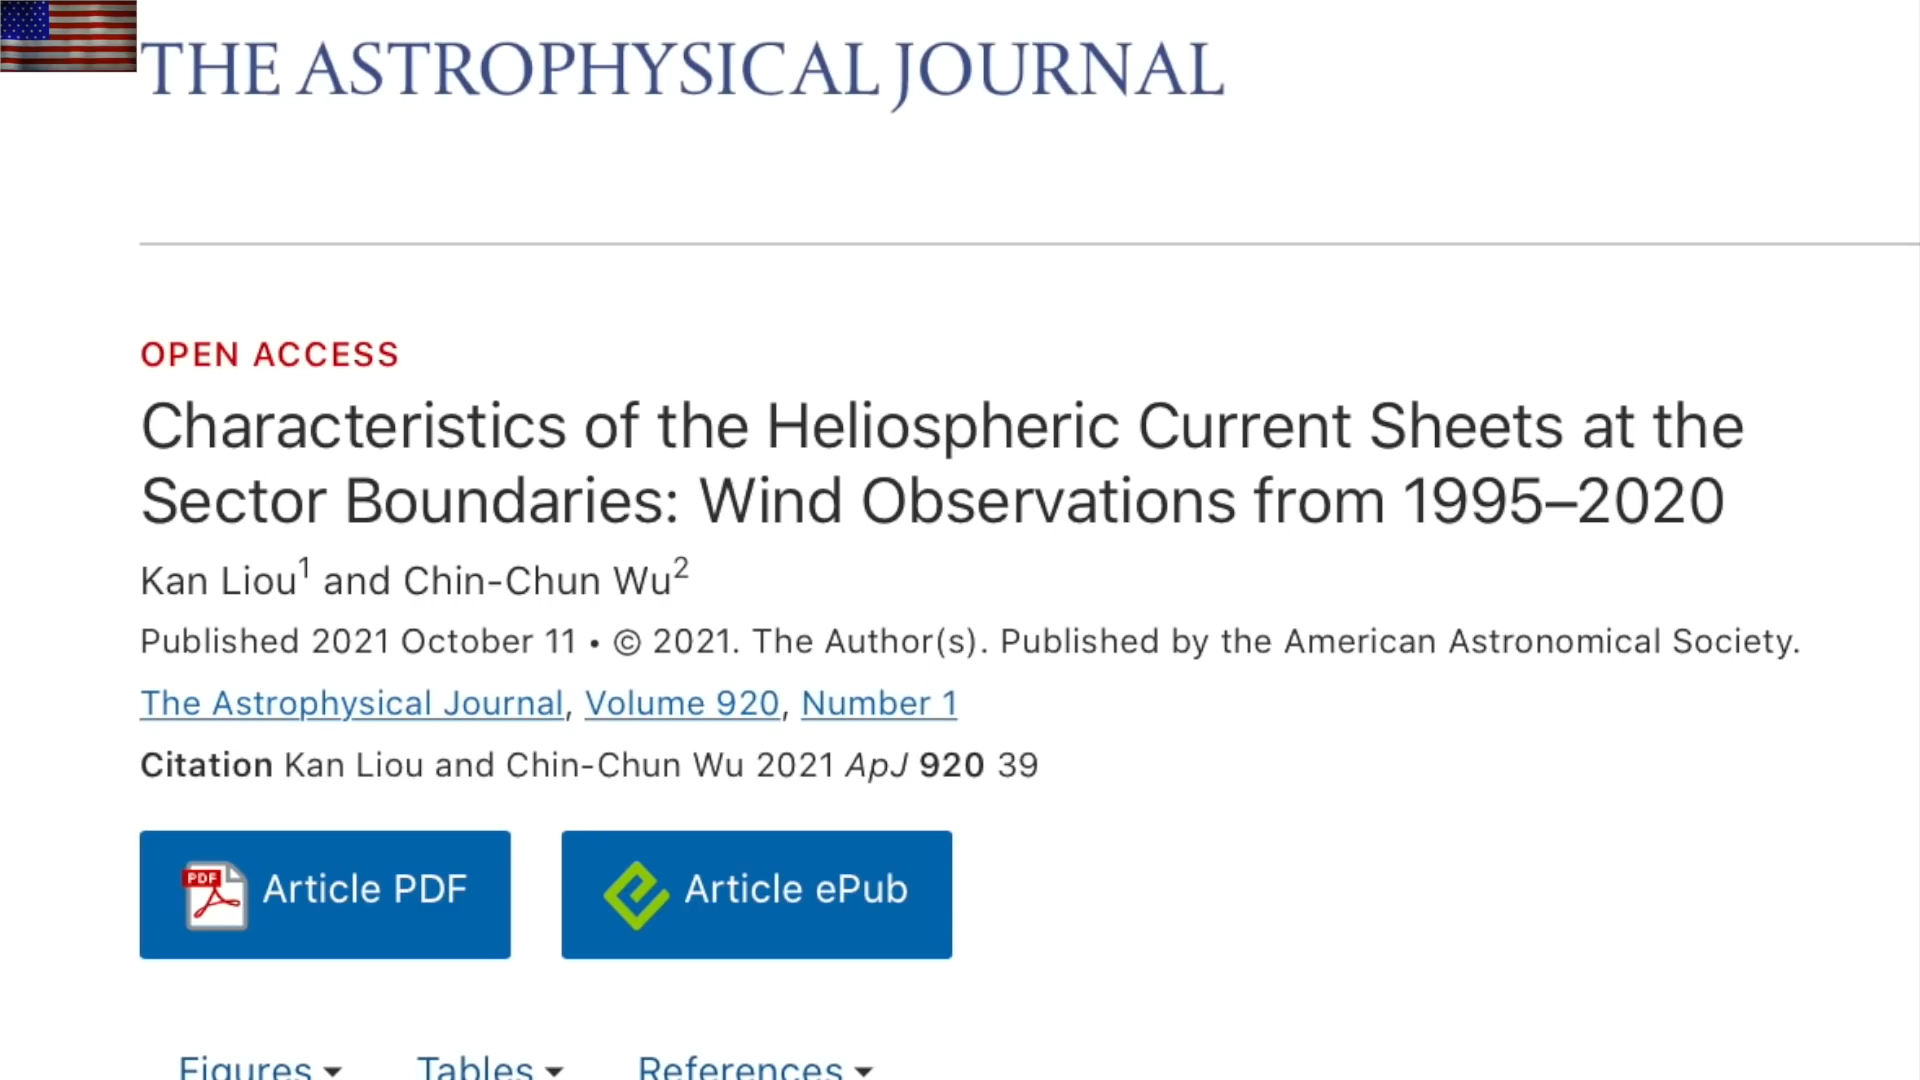 THE ASTROPHYSICAL JOURNAL
OPEN ACCESS
Characteristics of the Heliospheric Current Sheets at the
Sector Boundaries: Wind Observations from 1995–2020
Kan Liou1 and Chin-Chun Wu2
Published 2021 October 11 • © 2021. The Author(s). Published by the American Astronomical Society.
The Astrophysical Journal, Volume 920, Number 1
Citation Kan Liou and Chin-Chun Wu 2021 ApJ 920 39
PDF Article PDF Article ePub
Figures Tables References